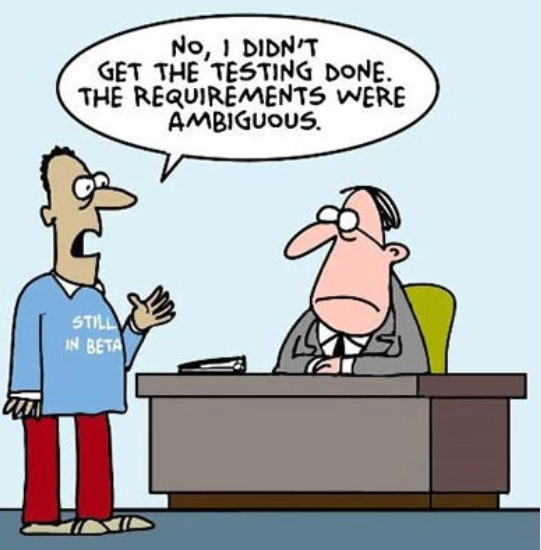 NO, I DIDN'T
GET THE TESTING DONE.
THE REQUIREMENTS WERE
AMBIGUOUS.
STILL
IN BETA